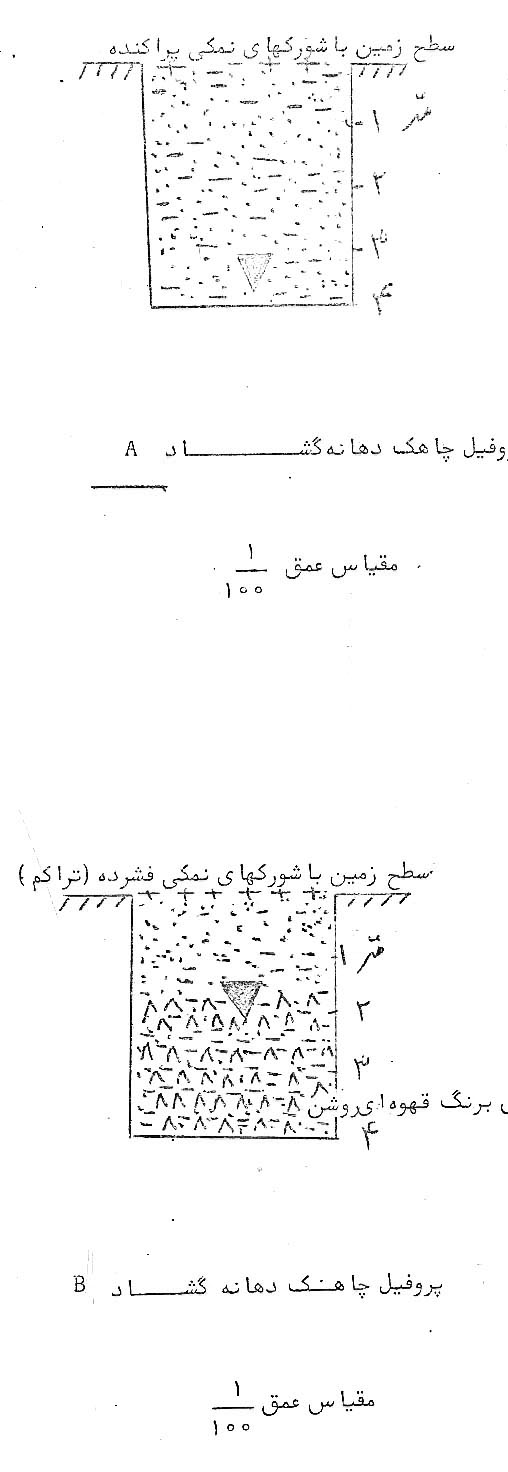 سطح زمین با شورکهای نمکی پراکنده
۱ متر
۲
۳
۴
پروفیل چاهک دهانه گشاد A
مقیاس عمق ۱/۱۰۰
سطح زمین با شورکهای نمکی فشرده (تراکم)
۱ متر
۲
۳
برنگ قهوه‌ای روشن
۴
پروفیل چاهک دهانه گشاد B
مقیاس عمق ۱/۱۰۰